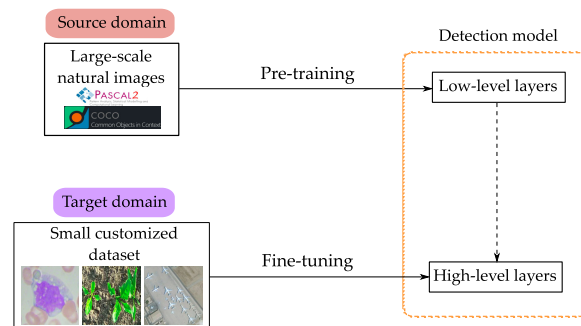 Source domain
Large-scale
natural images
PASCAL2
COCO
Common Objects in Context
Pre-training
Detection model
Low-level layers
Target domain
Small customized
dataset
Fine-tuning
High-level layers